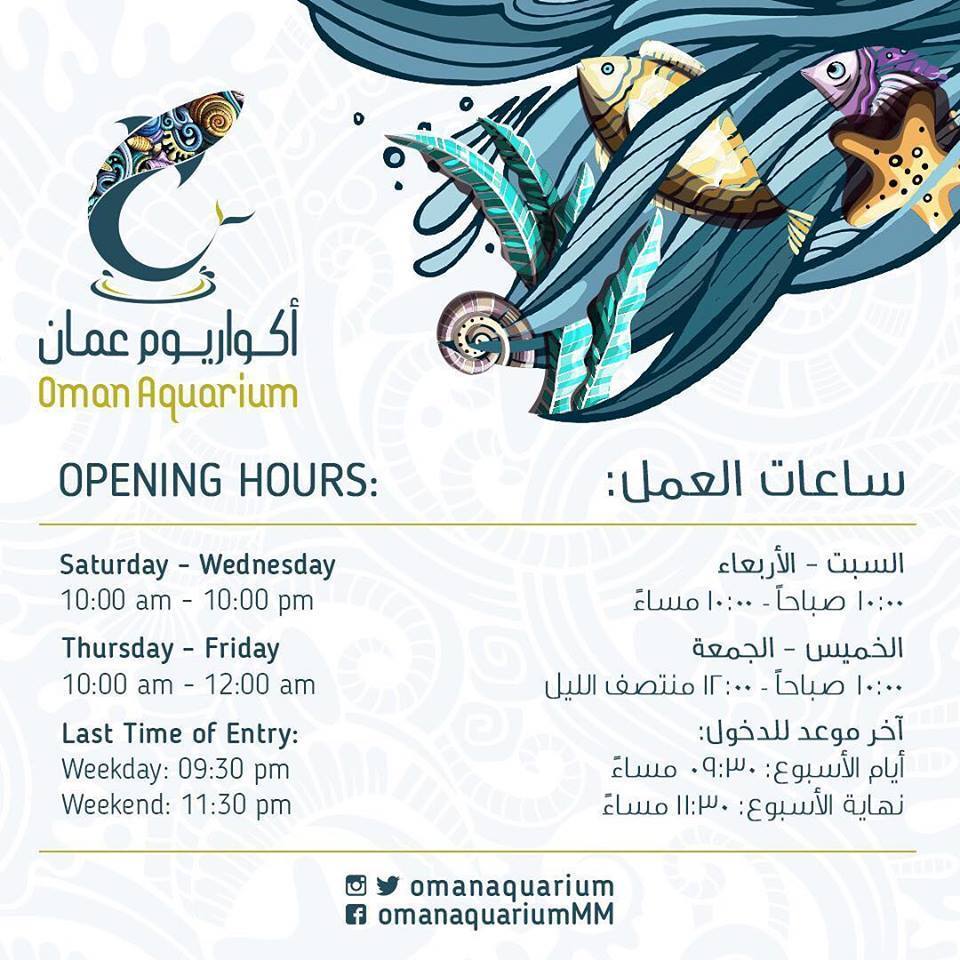 أكواريوم عمان
Oman Aquarium
OPENING HOURS:
Saturday - Wednesday
10:00 am - 10:00 pm
Thursday - Friday
10:00 am - 12:00 am
Last Time of Entry:
Weekday: 09:30 pm
Weekend: 11:30 pm
ساعات العمل:
السبت - الأربعاء
١٠:٠٠ صباحاً - ١٠:٠٠ مساءً
الخميس - الجمعة
١٠:٠٠ صباحاً - ١٢:٠٠ منتصف الليل
آخر موعد للدخول:
أيام الأسبوع: ٠٩:٣٠ مساءً
نهاية الأسبوع: ١١:٣٠ مساءً
omanaquarium
omanaquariumMM